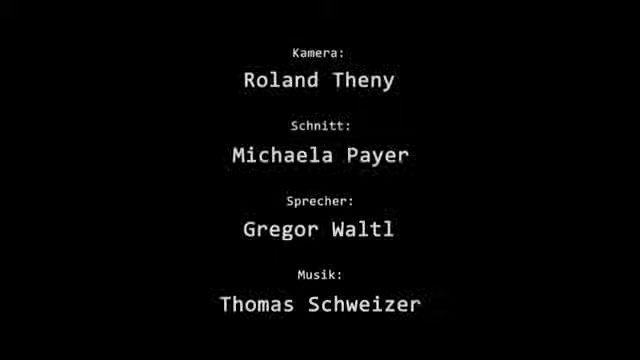 Kamera:
Roland Theny
Schnitt:
Michaela Payer
Sprecher:
Gregor Waltl
Musik:
Thomas Schweizer